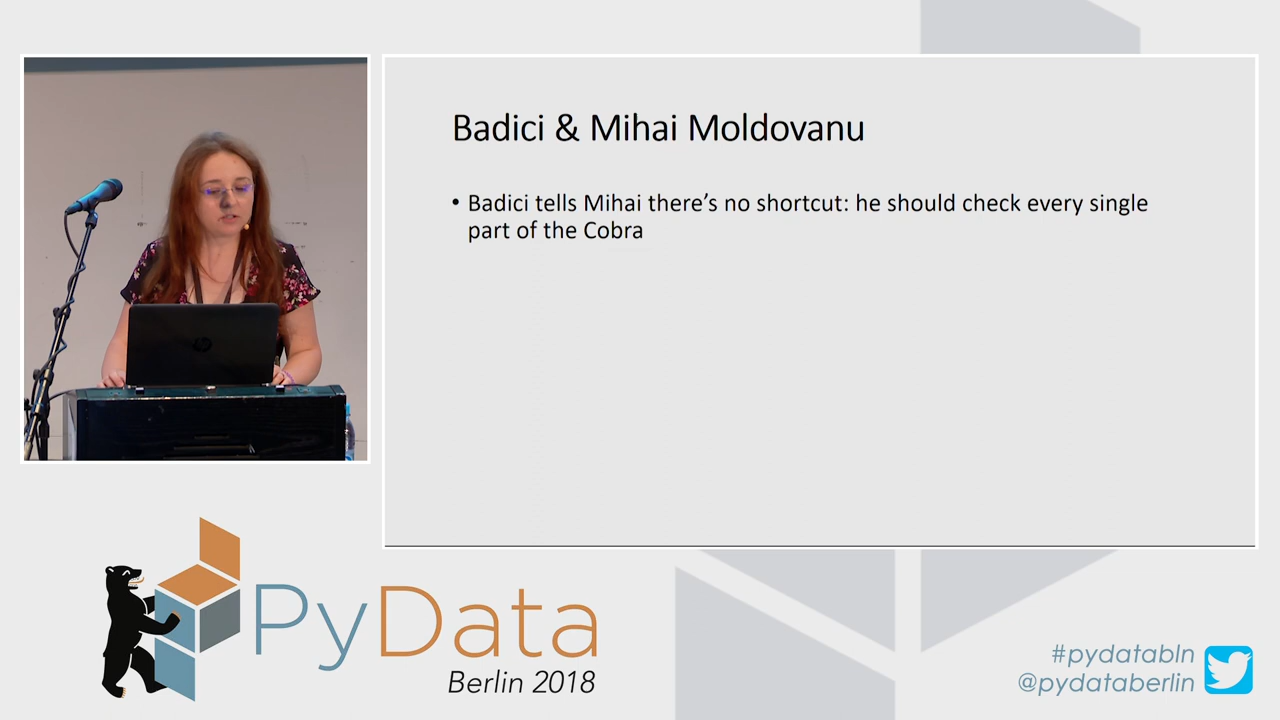 Badici & Mihai Moldovanu
• Badici tells Mihai there's no shortcut: he should check every single
part of the Cobra
PyData
Berlin 2018
#pydatabln
@pydataberlin